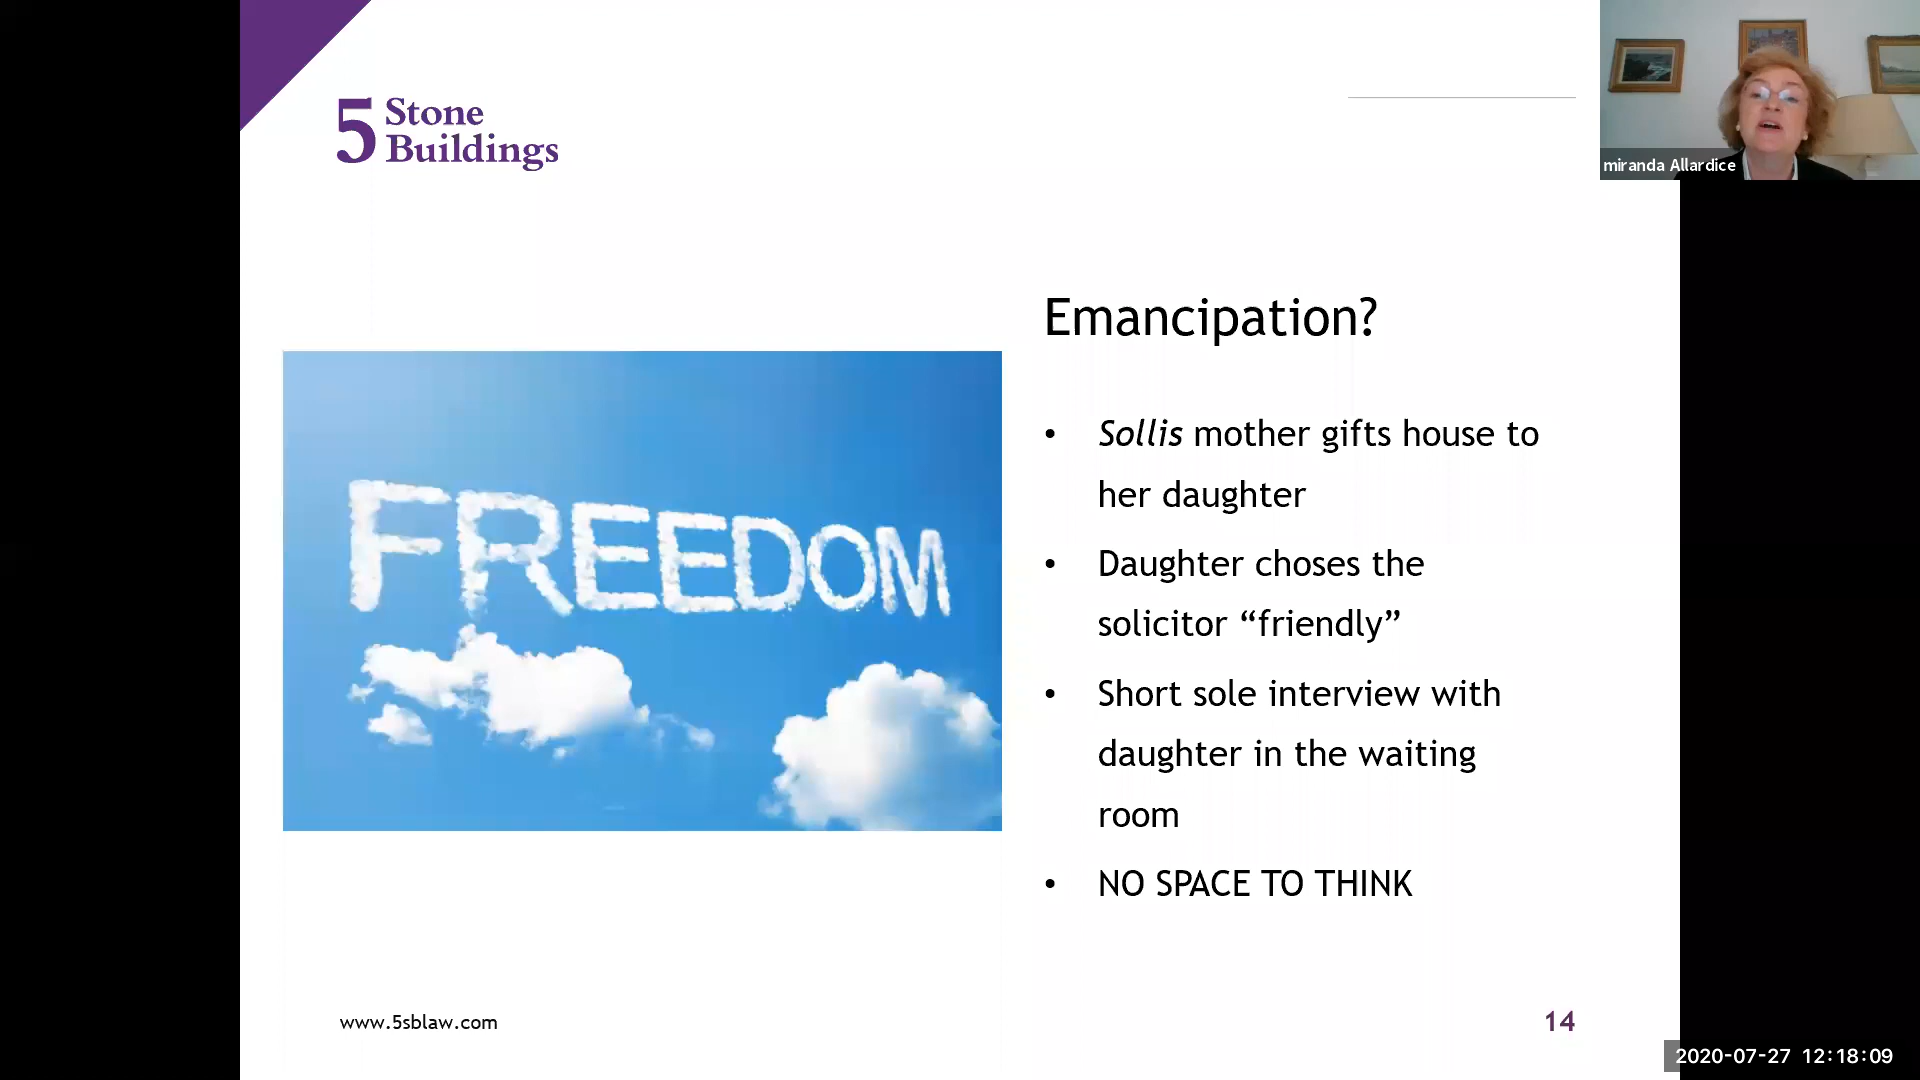 5 Stone
Buildings
miranda Allardice
Emancipation?
FREEDOM
• Sollis mother gifts house to
her daughter
• Daughter choses the
solicitor “friendly”
• Short sole interview with
daughter in the waiting
room
• NO SPACE TO THINK
www.5sblaw.com
14
2020-07-27 12:18:09